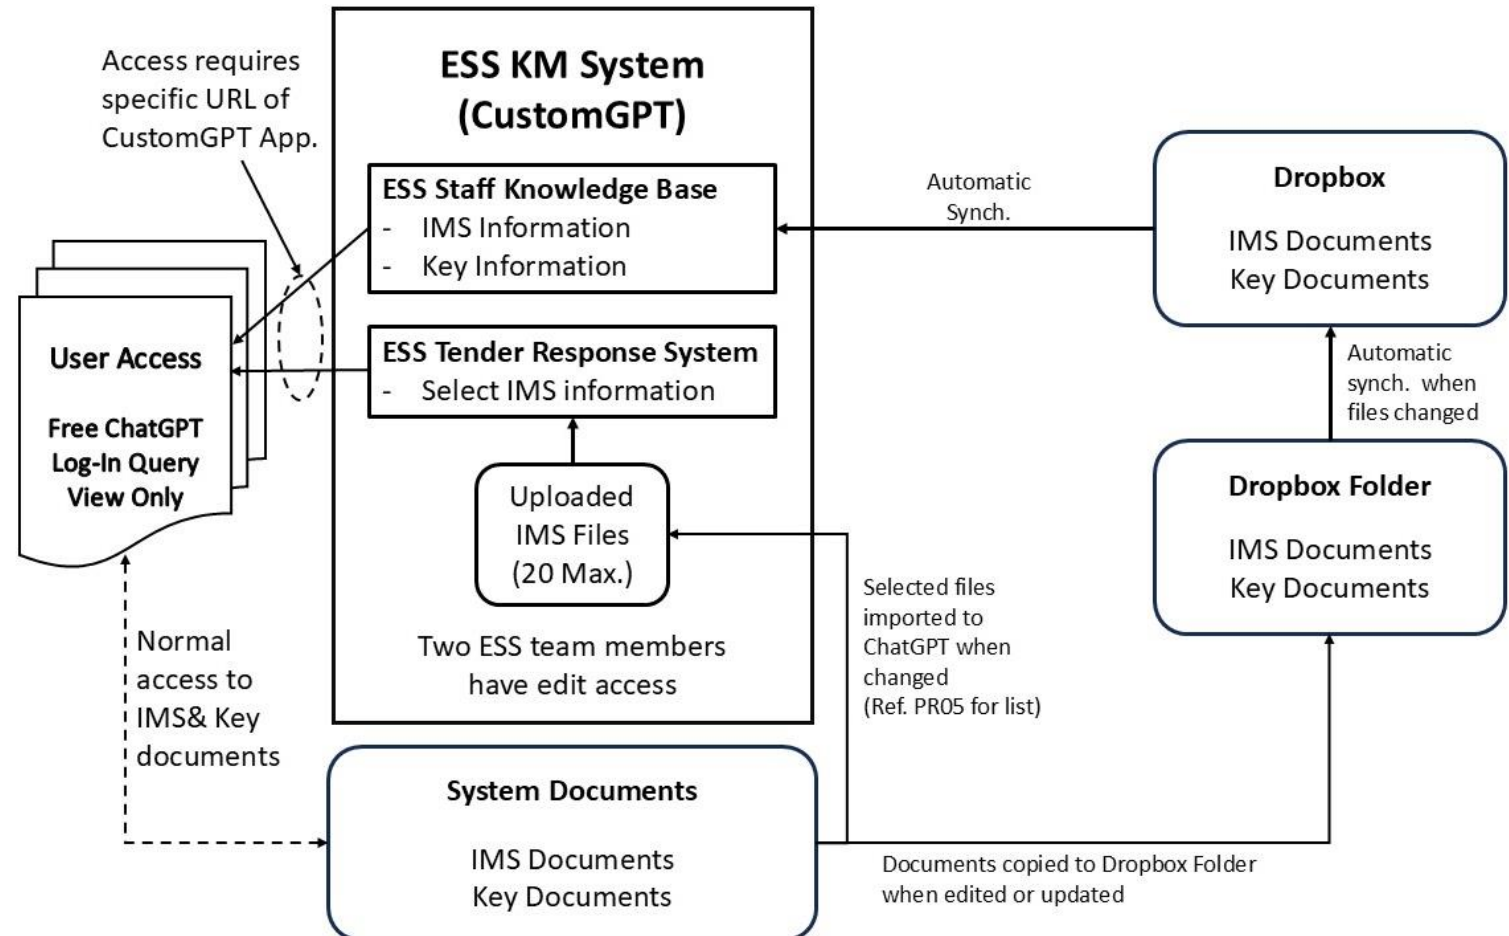 Access requires
specific URL of
CustomGPT App.
ESS KM System
(CustomGPT)
ESS Staff Knowledge Base
- IMS Information
- Key Information
ESS Tender Response System
- Select IMS information
Uploaded
IMS Files
(20 Max.)
Two ESS team members
have edit access
User Access
Free ChatGPT
Log-In Query
View Only
Normal
access to
IMS& Key
documents
System Documents
IMS Documents
Key Documents
Automatic
Synch.
Dropbox
IMS Documents
Key Documents
Automatic
synch. when
files changed
Dropbox Folder
IMS Documents
Key Documents
Selected files
imported to
ChatGPT when
changed
(Ref. PR05 for list)
Documents copied to Dropbox Folder
when edited or updated